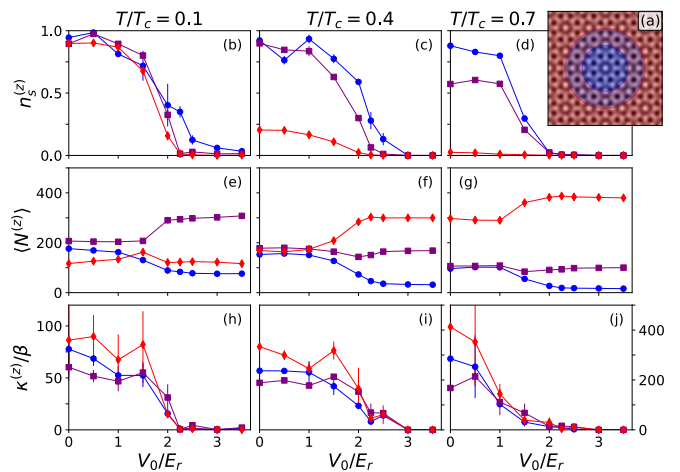 T/T_c = 0.1 T/T_c = 0.4 T/T_c = 0.7
(a)
n_s^{(z)} 1.0 0.5 0.0 (b) (c) (d)
⟨N^{(z)}⟩ 400 200 0 (e) (f) (g)
κ^{(z)}/β 100 50 0 (h) (i) (j) 400 200 0
0 1 2 3 0 1 2 3 0 1 2 3
V_0/E_r V_0/E_r V_0/E_r